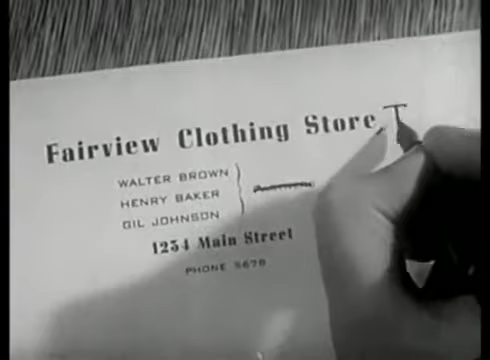 Fairview Clothing Store T
WALTER BROWN
HENRY BAKER
GIL JOHNSON
1234 Main Street
PHONE 5678